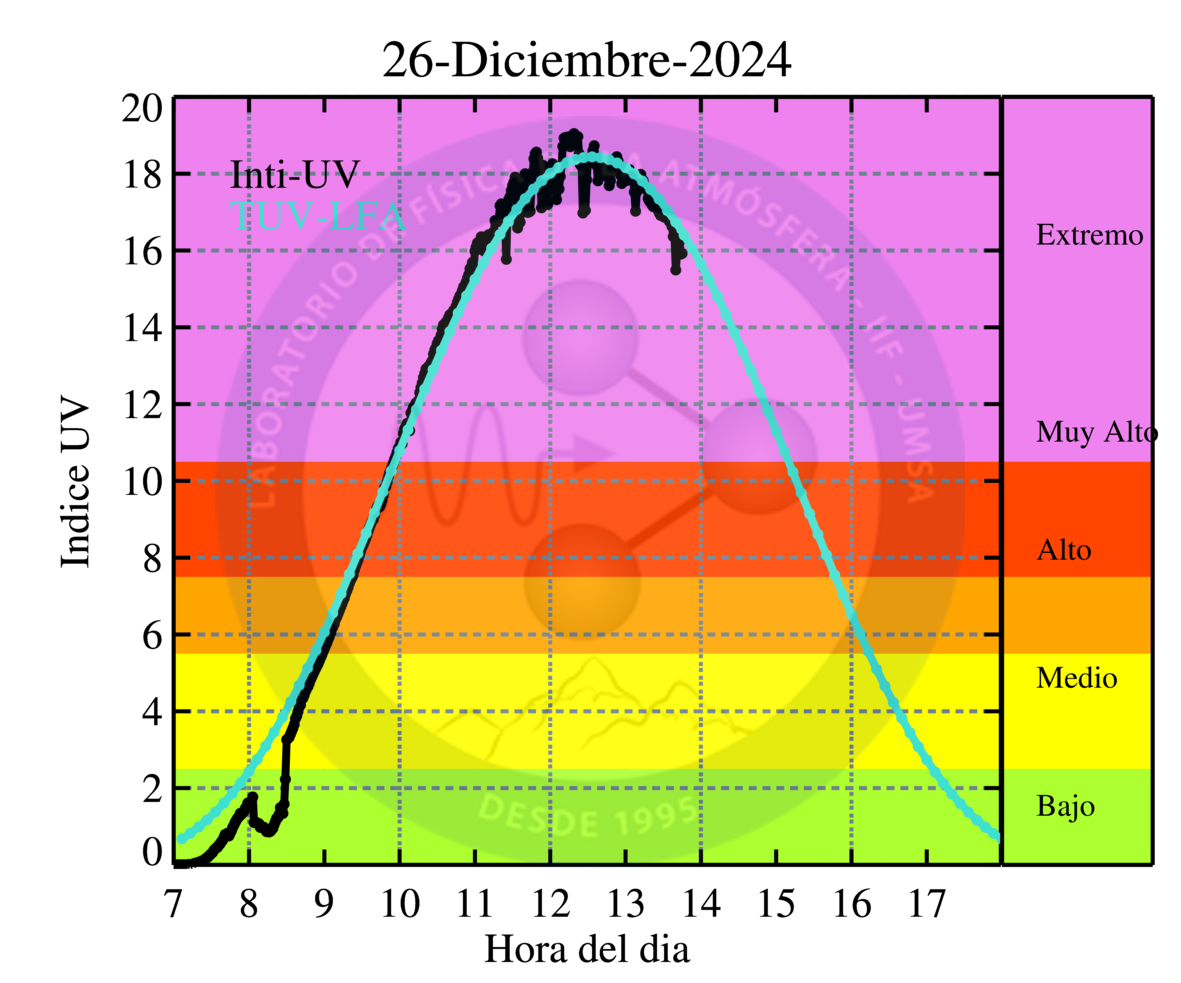 26-Diciembre-2024
20
18
16
14
12
10
8
6
4
2
0
Indice UV
Inti-UV
TUV-LFA
LABORATORIO DE FÍSICA DE LA ATMÓSFERA - IIF - UMSA
DESDE 1995
Extremo
Muy Alto
Alto
Medio
Bajo
7 8 9 10 11 12 13 14 15 16 17
Hora del dia